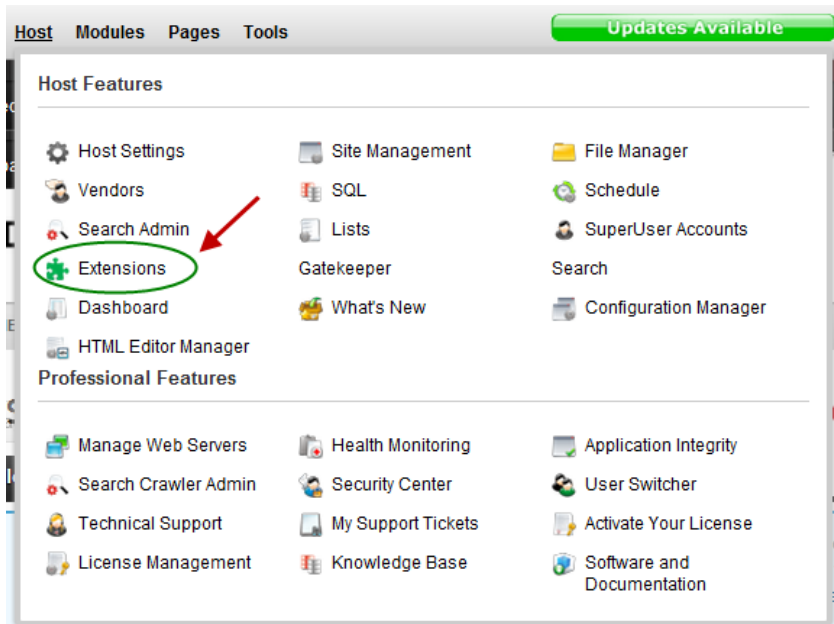 Host Modules Pages Tools Updates Available
Host Features
Host Settings Site Management File Manager
Vendors SQL Schedule
Search Admin Lists SuperUser Accounts
Extensions Gatekeeper Search
Dashboard What's New Configuration Manager
HTML Editor Manager
Professional Features
Manage Web Servers Health Monitoring Application Integrity
Search Crawler Admin Security Center User Switcher
Technical Support My Support Tickets Activate Your License
License Management Knowledge Base Software and
Documentation